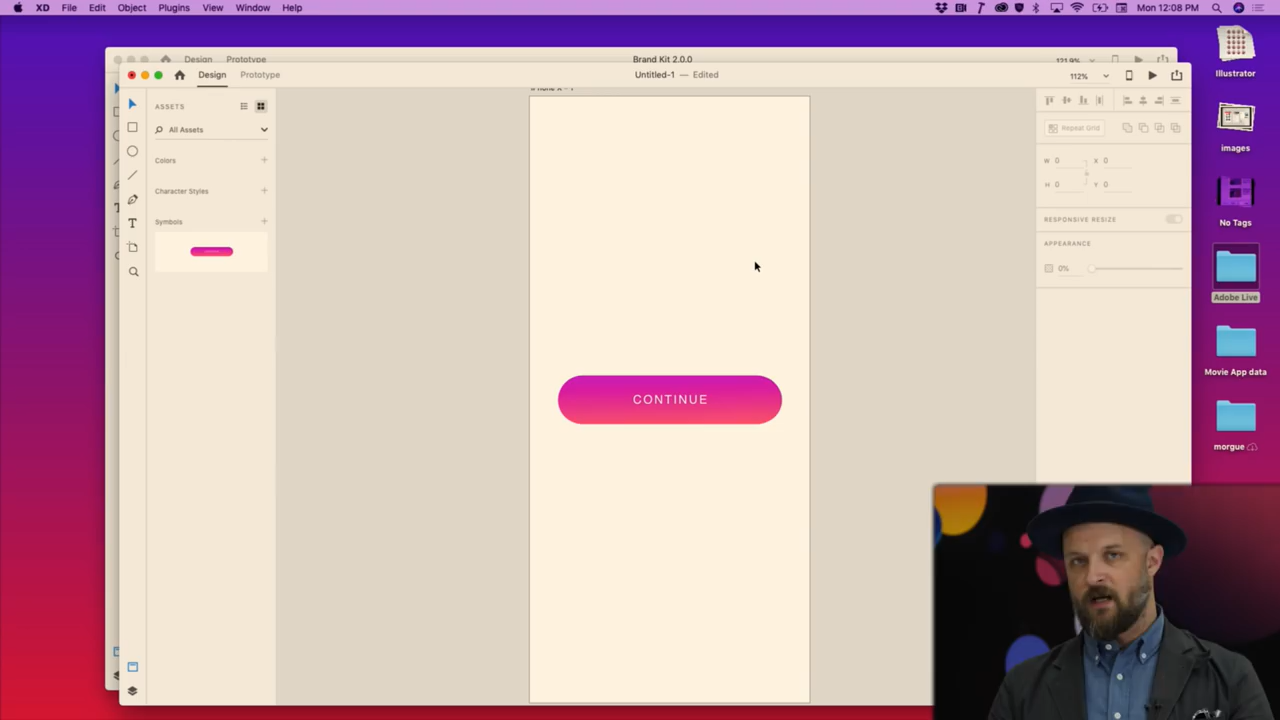 XD File Edit Object Plugins View Window Help
Mon 12:08 PM
Design Prototype Brand Kit 2.0.0
Design Prototype Untitled-1 — Edited 112%
ASSETS
All Assets
Colors
Character Styles
Symbols
CONTINUE
Repeat Grid
W 0 X 0
H 0 Y 0
RESPONSIVE RESIZE
APPEARANCE
0%
Illustrator
images
No Tags
Adobe Live
Movie App data
morgue